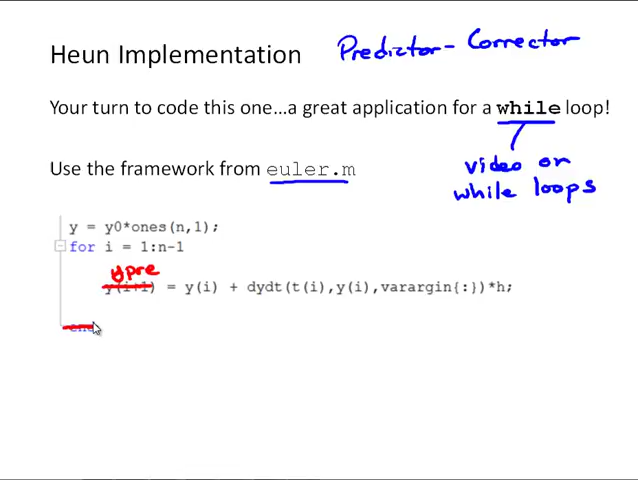 Heun Implementation Predictor-Corrector
Your turn to code this one...a great application for a while loop!
Use the framework from euler.m
video on
while loops
y = y0*ones(n,1);
for i = 1:n-1
ypre
y(i+1) = y(i) + dydt(t(i),y(i),varargin{:})*h;
end